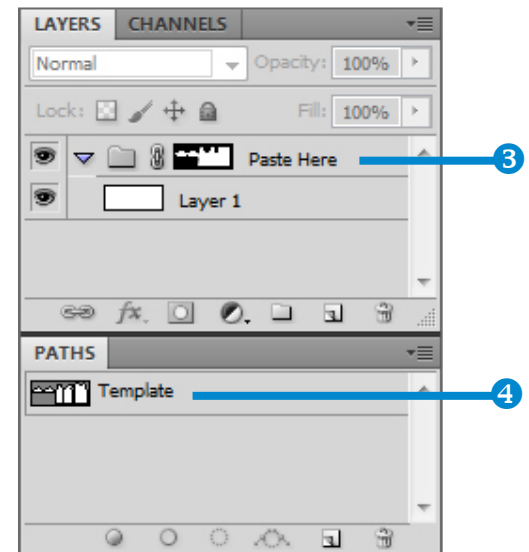 LAYERS CHANNELS
Normal Opacity: 100%
Lock: Fill: 100%
Paste Here 3
Layer 1
fx.
PATHS
Template 4